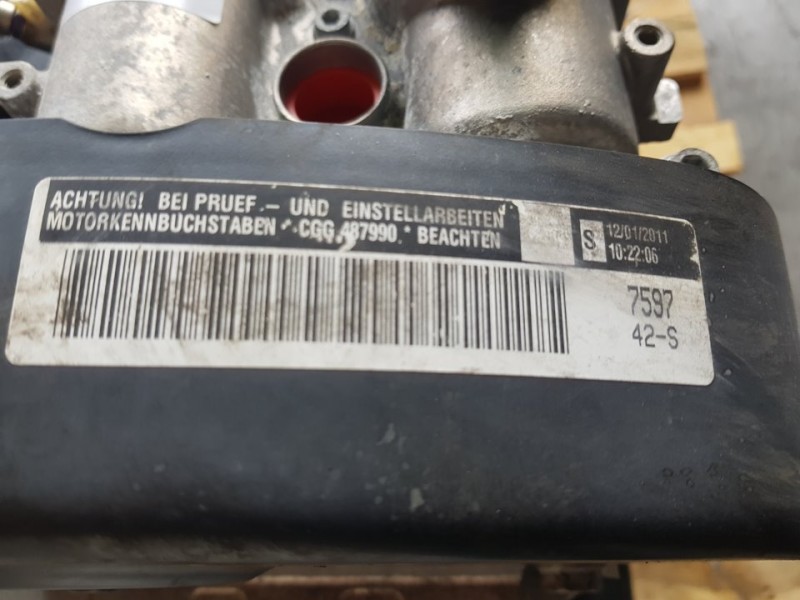 ACHTUNG! BEI PRUEF.- UND EINSTELLARBEITEN
MOTORKENNBUCHSTABEN * CGG 487990 * BEACHTEN
S
12/01/2011
10:22:06
7597
42-S